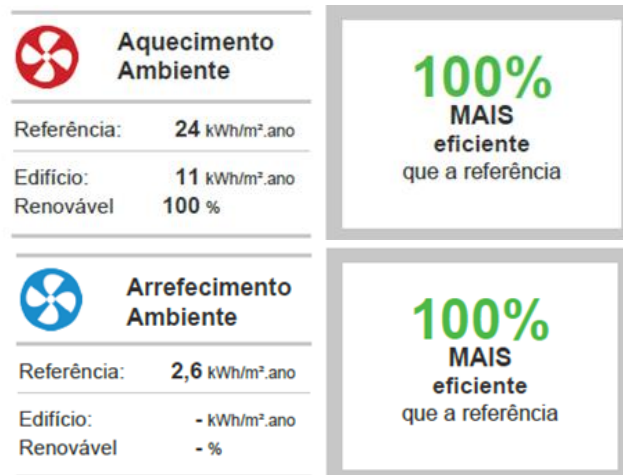 Aquecimento
Ambiente
Referência: 24 kWh/m².ano
Edifício: 11 kWh/m².ano
Renovável 100 %
100%
MAIS
eficiente
que a referência
Arrefecimento
Ambiente
Referência: 2,6 kWh/m².ano
Edifício: - kWh/m².ano
Renovável - %
100%
MAIS
eficiente
que a referência